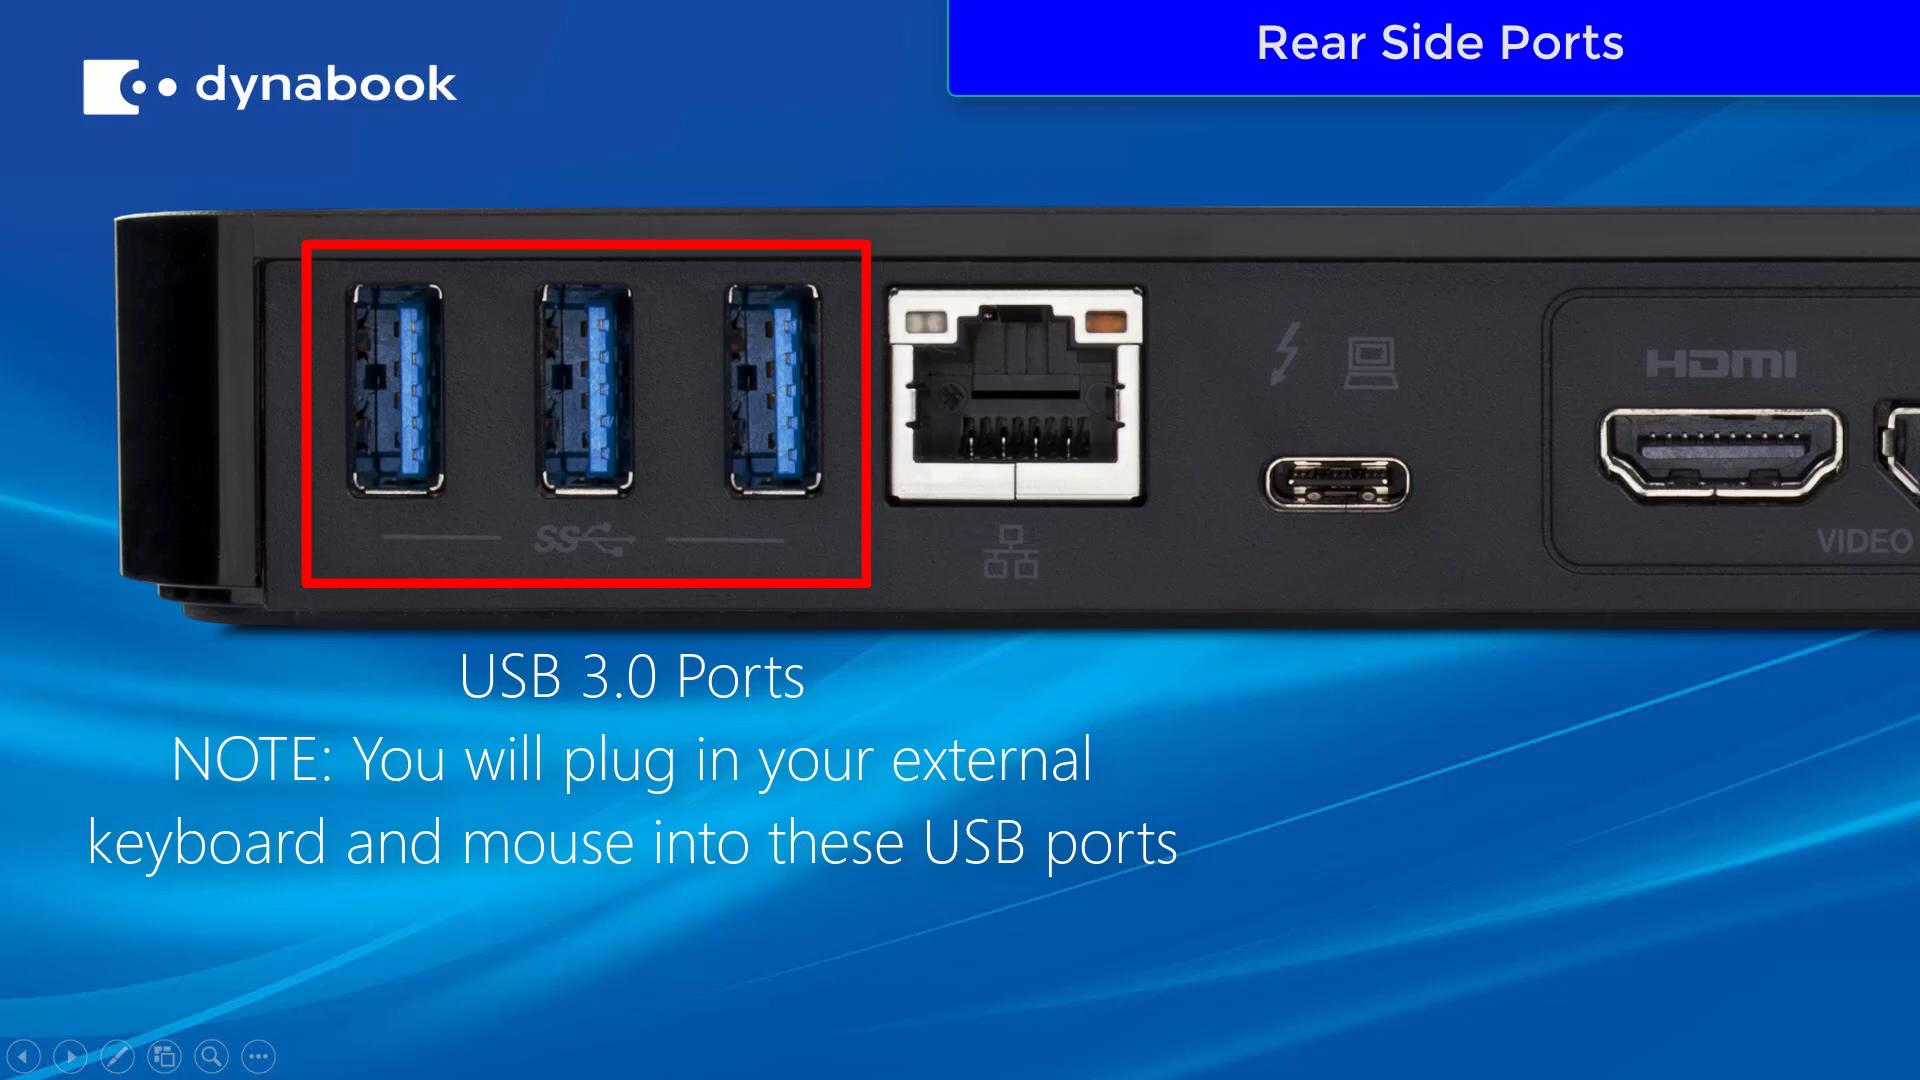 Rear Side Ports
dynabook
HDMI
SS
VIDEO
USB 3.0 Ports
NOTE: You will plug in your external
keyboard and mouse into these USB ports